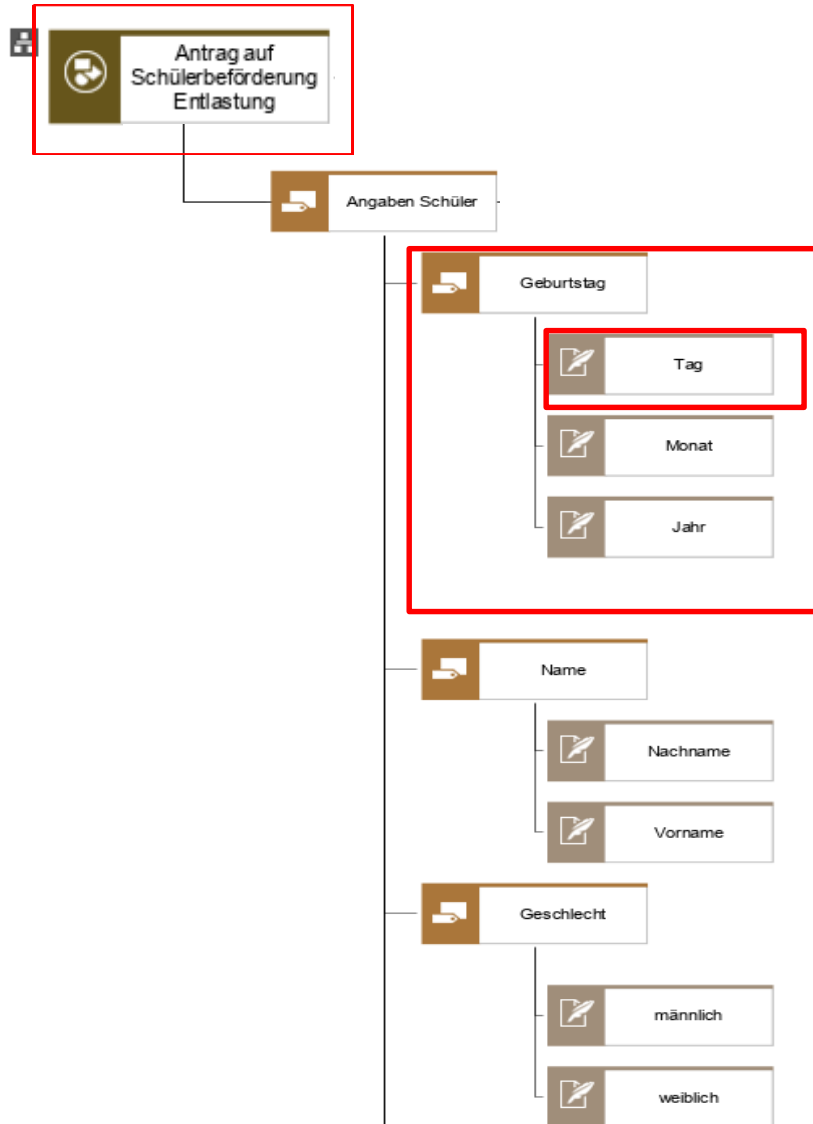 Antrag auf
Schülerbeförderung
Entlastung
Angaben Schüler
Geburtstag
Tag
Monat
Jahr
Name
Nachname
Vorname
Geschlecht
männlich
weiblich